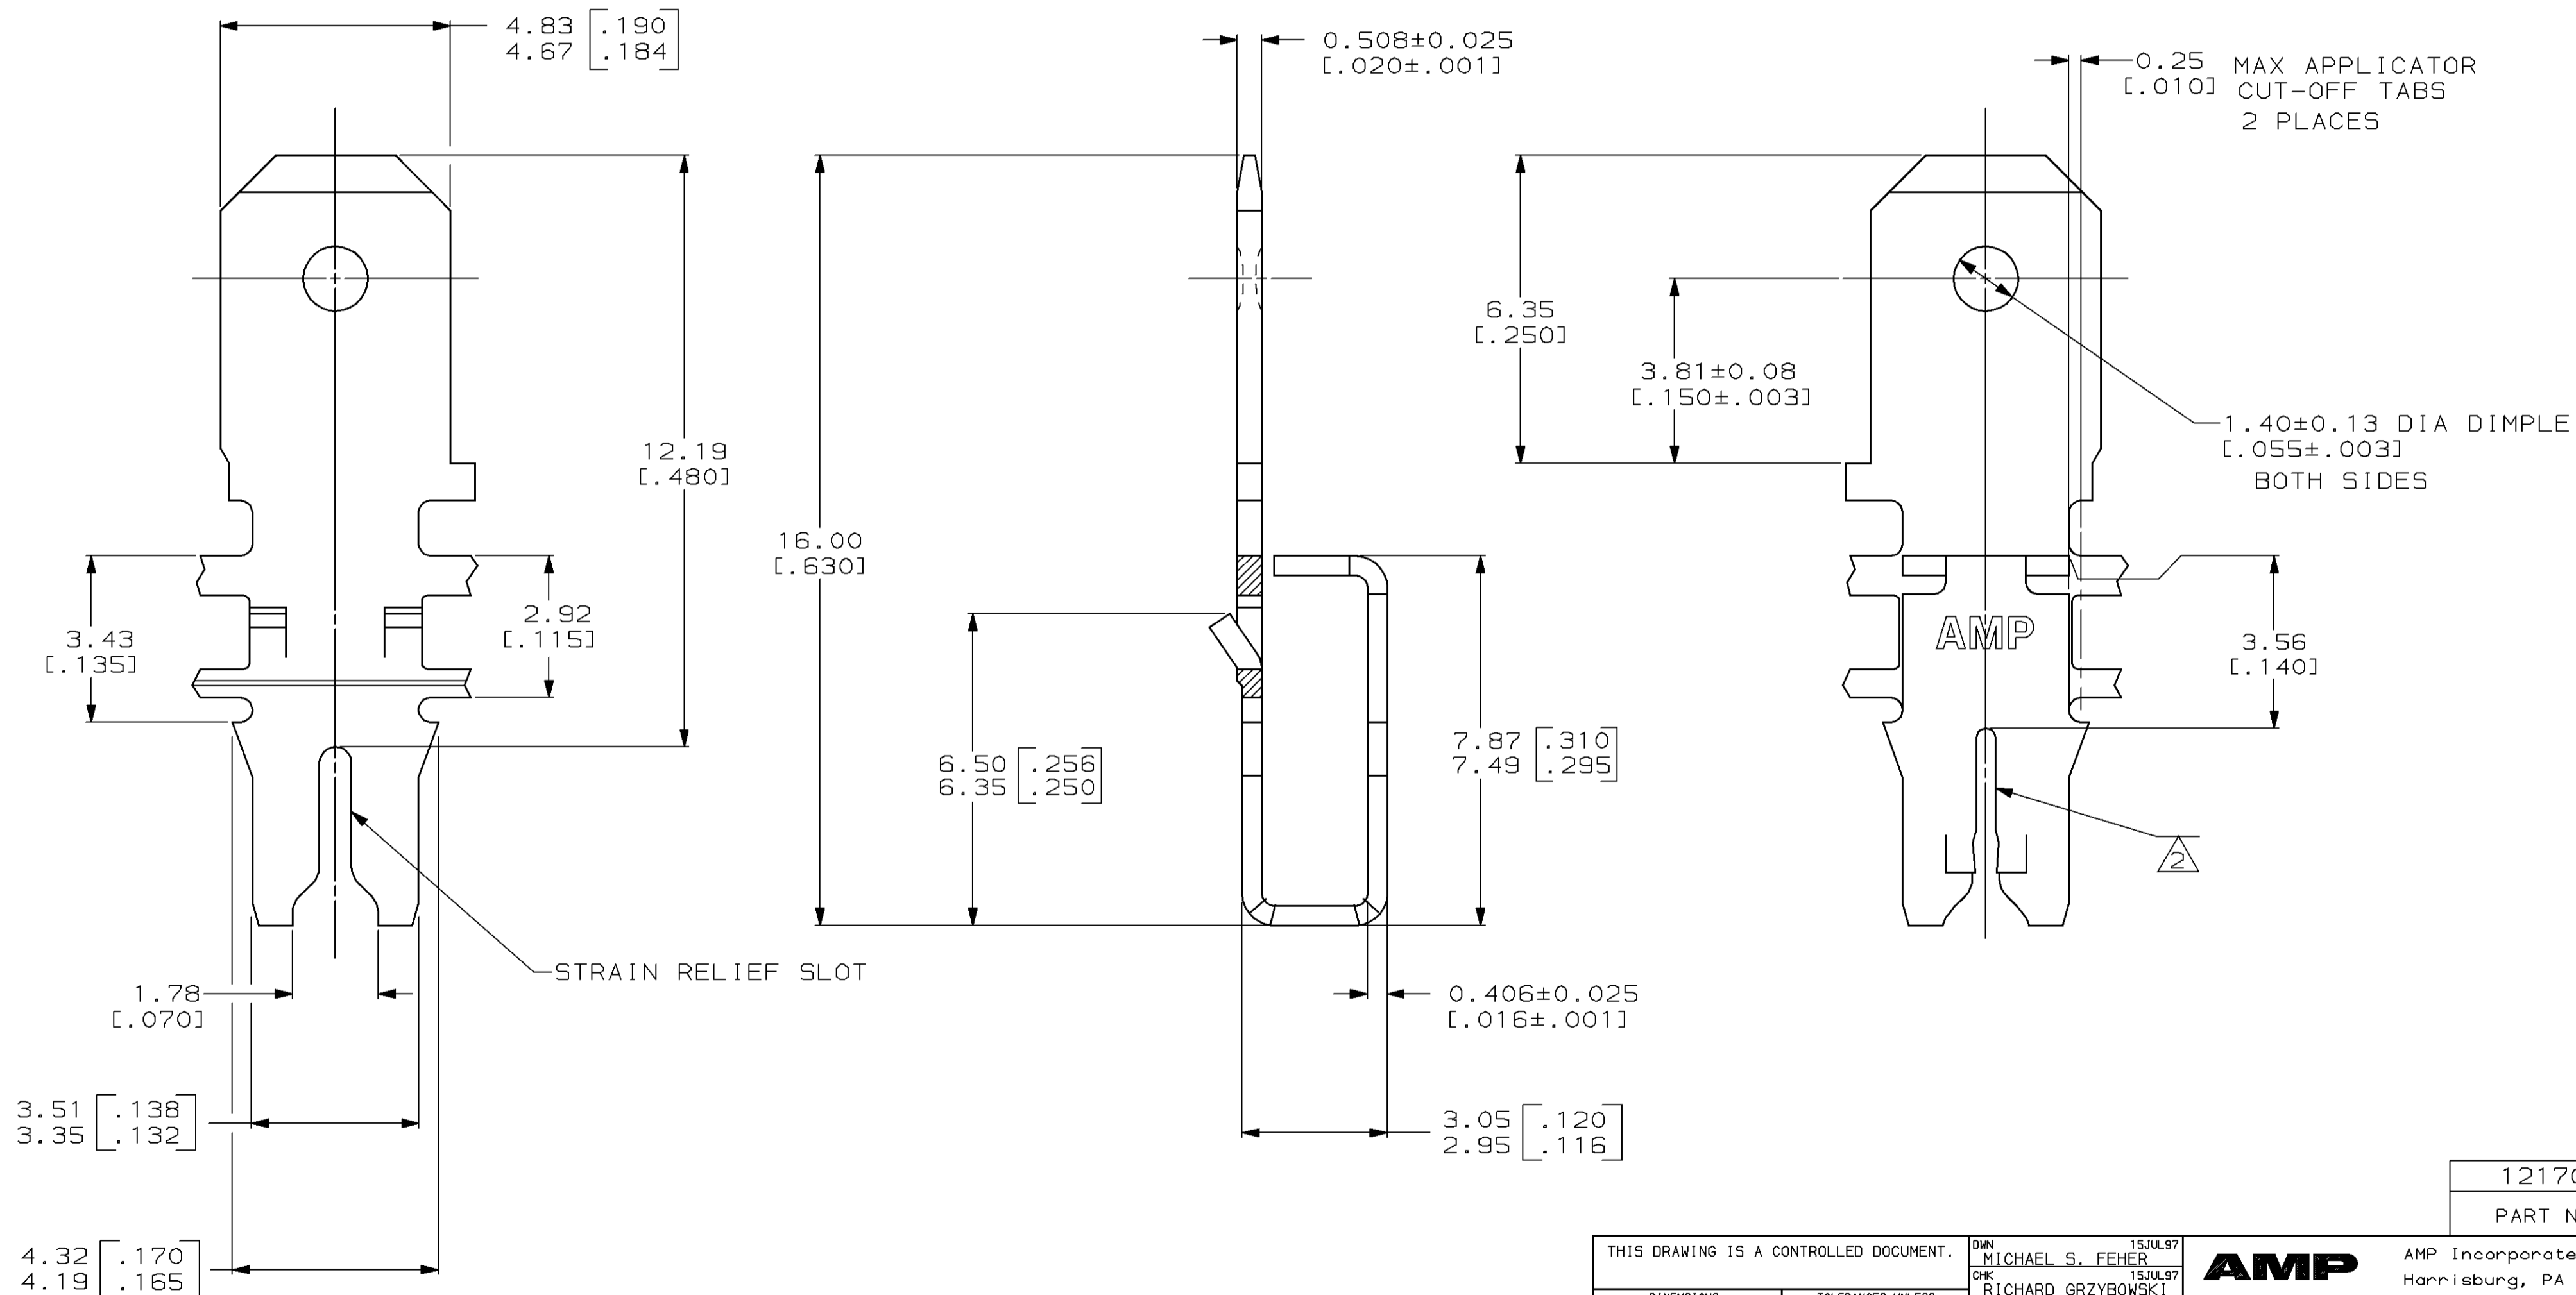 4.83 [.190]
4.67 [.184]
0.508±0.025
[.020±.001]
0.25 MAX APPLICATOR
[.010] CUT-OFF TABS
2 PLACES
12.19
[.480]
16.00
[.630]
6.35
[.250]
3.81±0.08
[.150±.003]
1.40±0.13 DIA DIMPLE
[.055±.003]
BOTH SIDES
3.43
[.135]
2.92
[.115]
AMP
3.56
[.140]
6.50 [.256]
6.35 [.250]
7.87 [.310]
7.49 [.295]
2
STRAIN RELIEF SLOT
1.78
[.070]
0.406±0.025
[.016±.001]
3.51 [.138]
3.35 [.132]
3.05 [.120]
2.95 [.116]
4.32 [.170]
4.19 [.165]
12170
PART N
THIS DRAWING IS A CONTROLLED DOCUMENT.
DWN 15JUL97
MICHAEL S. FEHER
CHK 15JUL97
RICHARD GRZYBOWSKI
AMP
AMP Incorporate
Harrisburg, PA